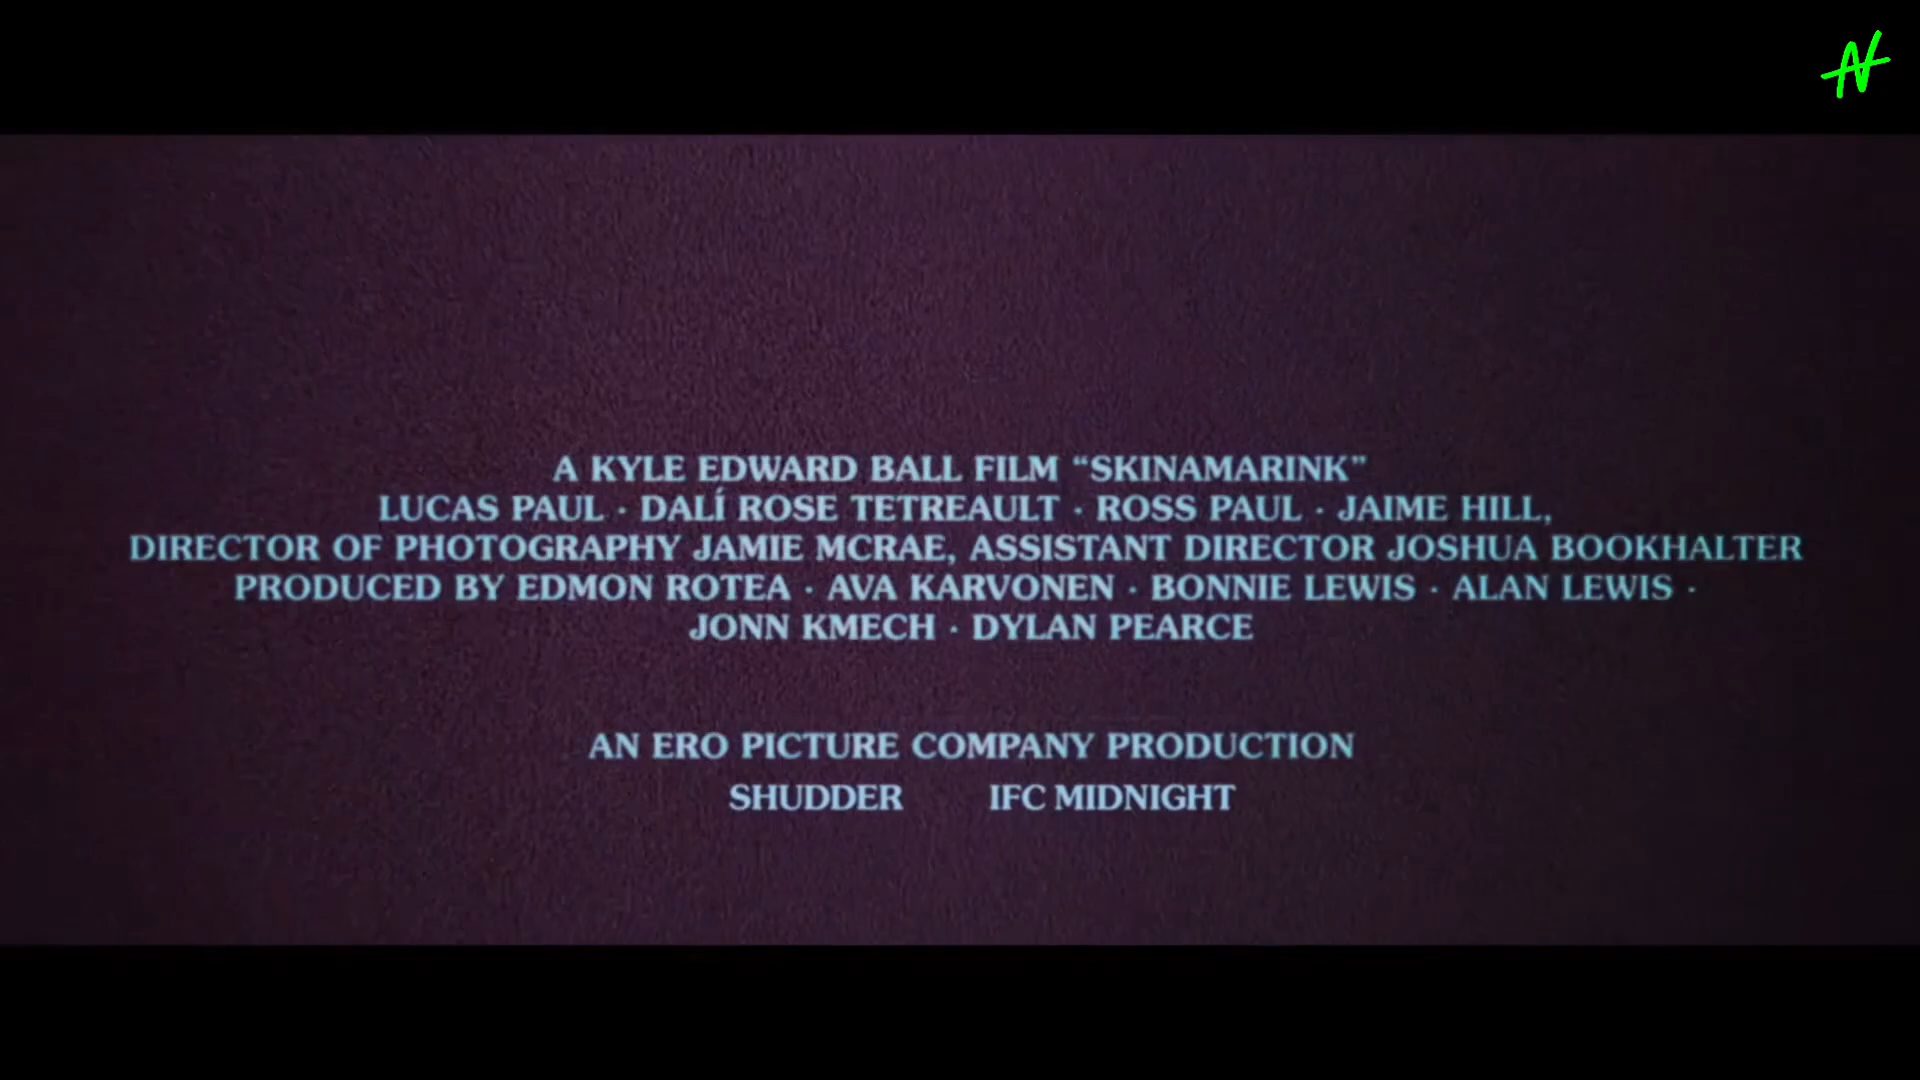 A KYLE EDWARD BALL FILM “SKINAMARINK”
LUCAS PAUL · DALÍ ROSE TETREAULT · ROSS PAUL · JAIME HILL,
DIRECTOR OF PHOTOGRAPHY JAMIE MCRAE, ASSISTANT DIRECTOR JOSHUA BOOKHALTER
PRODUCED BY EDMON ROTEA · AVA KARVONEN · BONNIE LEWIS · ALAN LEWIS ·
JONN KMECH · DYLAN PEARCE
AN ERO PICTURE COMPANY PRODUCTION
SHUDDER IFC MIDNIGHT